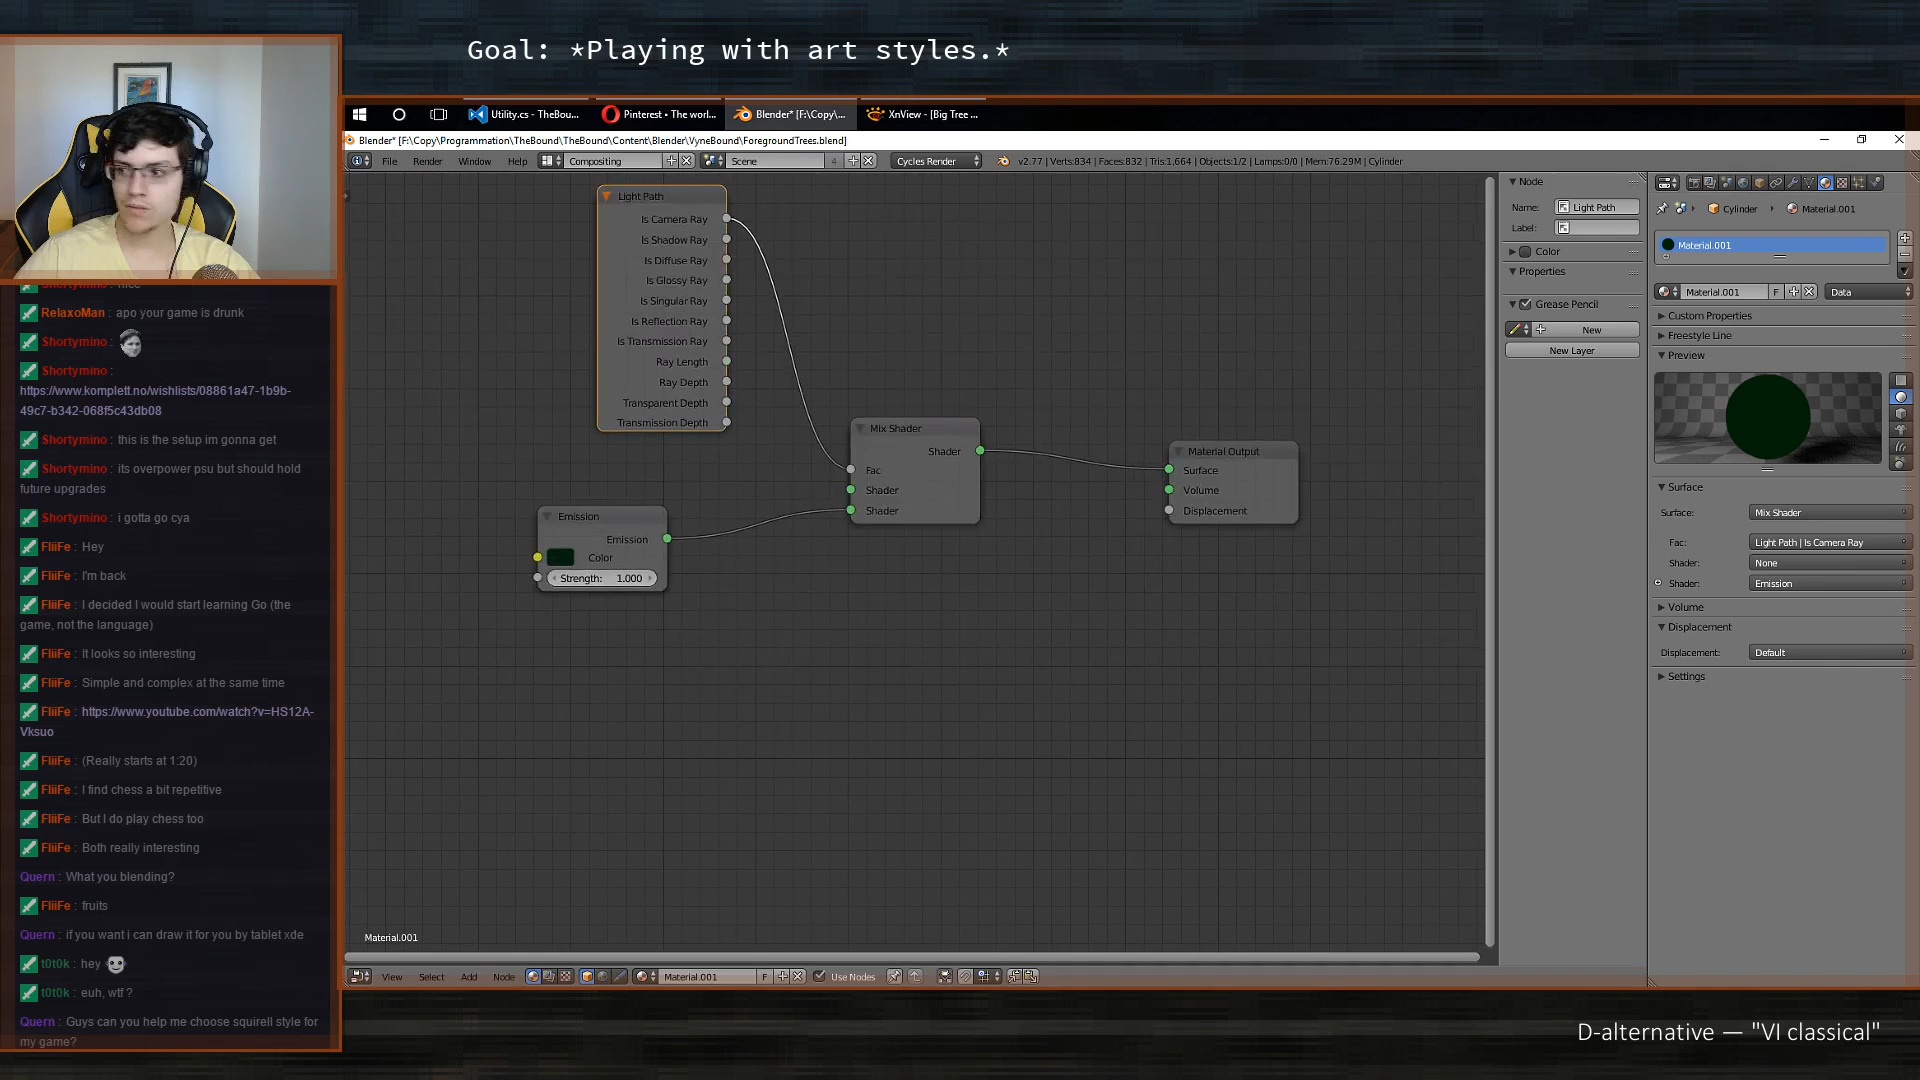 Goal: *Playing with art styles.*
Utility.cs - TheBou...
Pinterest • The worl...
Blender* [F:\Copy\...
XnView - [Big Tree ...
Blender* [F:\Copy\Programmation\TheBound\TheBound\Content\Blender\VyneBound\ForegroundTrees.blend]
File
Render
Window
Help
Compositing
Scene
4
Cycles Render
v2.77 | Verts:834 | Faces:832 | Tris:1,664 | Objects:1/2 | Lamps:0/0 | Mem:76.29M | Cylinder
Light Path
Is Camera Ray
Is Shadow Ray
Is Diffuse Ray
Is Glossy Ray
Is Singular Ray
Is Reflection Ray
Is Transmission Ray
Ray Length
Ray Depth
Transparent Depth
Transmission Depth
Mix Shader
Shader
Fac
Shader
Shader
Material Output
Surface
Volume
Displacement
Emission
Emission
Color
Strength: 1.000
Material.001
View
Select
Add
Node
Material.001
F
Use Nodes
Node
Name: Light Path
Label:
Color
Properties
Grease Pencil
New
New Layer
Cylinder
Material.001
Material.001
Material.001
F
Data
Custom Properties
Freestyle Line
Preview
Surface
Surface: Mix Shader
Fac: Light Path | Is Camera Ray
Shader: None
Shader: Emission
Volume
Displacement
Displacement: Default
Settings
Shortymino : nice
RelaxoMan : apo your game is drunk
Shortymino :
Shortymino :
https://www.komplett.no/wishlists/08861a47-1b9b-
49c7-b342-068f5c43db08
Shortymino : this is the setup im gonna get
Shortymino : its overpower psu but should hold
future upgrades
Shortymino : i gotta go cya
FliiFe : Hey
FliiFe : I'm back
FliiFe : I decided I would start learning Go (the
game, not the language)
FliiFe : It looks so interesting
FliiFe : Simple and complex at the same time
FliiFe : https://www.youtube.com/watch?v=HS12A-
Vksuo
FliiFe : (Really starts at 1:20)
FliiFe : I find chess a bit repetitive
FliiFe : But I do play chess too
FliiFe : Both really interesting
Quern : What you blending?
FliiFe : fruits
Quern : if you want i can draw it for you by tablet xde
t0t0k : hey
t0t0k : euh, wtf ?
Quern : Guys can you help me choose squirell style for
my game?
D-alternative — "VI classical"